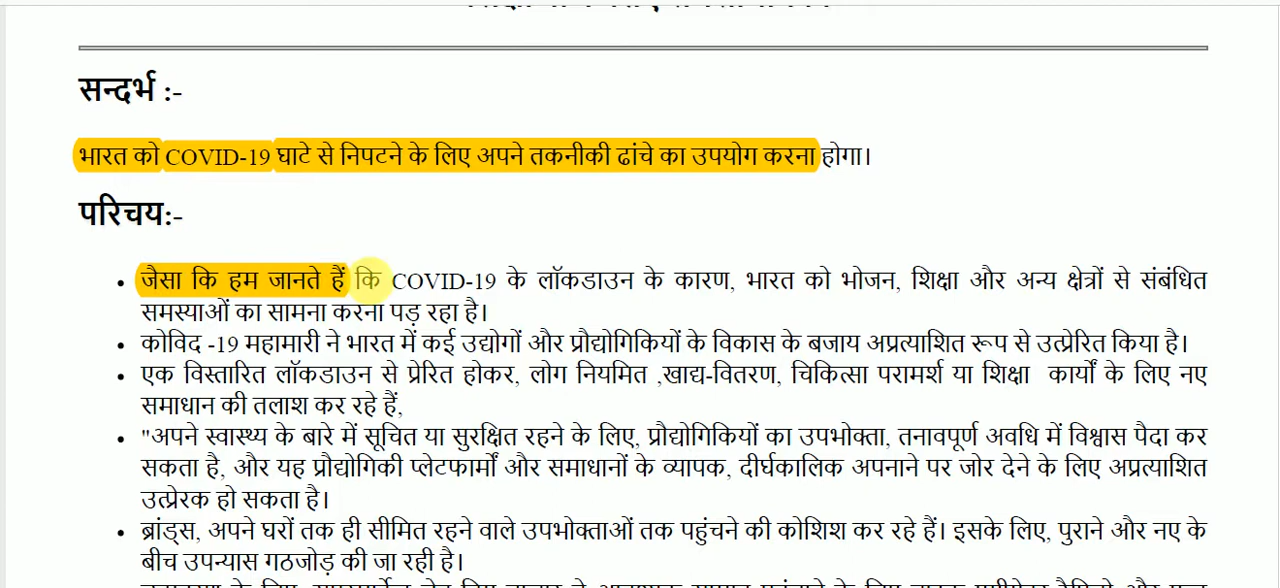 सन्दर्भ :-
भारत को COVID-19 घाटे से निपटने के लिए अपने तकनीकी ढांचे का उपयोग करना होगा।
परिचय:-
• जैसा कि हम जानते हैं कि COVID-19 के लॉकडाउन के कारण, भारत को भोजन, शिक्षा और अन्य क्षेत्रों से संबंधित
समस्याओं का सामना करना पड़ रहा है।
• कोविद -19 महामारी ने भारत में कई उद्योगों और प्रौद्योगिकियों के विकास के बजाय अप्रत्याशित रूप से उत्प्रेरित किया है।
• एक विस्तारित लॉकडाउन से प्रेरित होकर, लोग नियमित ,खाद्य-वितरण, चिकित्सा परामर्श या शिक्षा कार्यों के लिए नए
समाधान की तलाश कर रहे हैं,
• "अपने स्वास्थ्य के बारे में सूचित या सुरक्षित रहने के लिए, प्रौद्योगिकियों का उपभोक्ता, तनावपूर्ण अवधि में विश्वास पैदा कर
सकता है, और यह प्रौद्योगिकी प्लेटफार्मों और समाधानों के व्यापक, दीर्घकालिक अपनाने पर जोर देने के लिए अप्रत्याशित
उत्प्रेरक हो सकता है।
• ब्रांड्स, अपने घरों तक ही सीमित रहने वाले उपभोक्ताओं तक पहुंचने की कोशिश कर रहे हैं। इसके लिए, पुराने और नए के
बीच उपन्यास गठजोड़ की जा रही है।